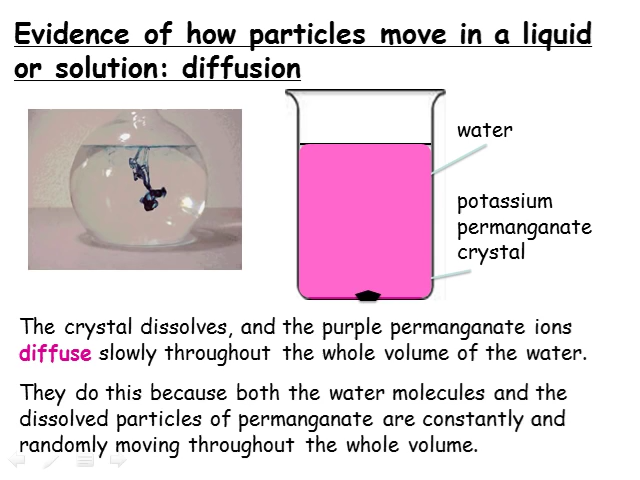 Evidence of how particles move in a liquid
or solution: diffusion
water
potassium
permanganate
crystal
The crystal dissolves, and the purple permanganate ions
diffuse slowly throughout the whole volume of the water.
They do this because both the water molecules and the
dissolved particles of permanganate are constantly and
randomly moving throughout the whole volume.